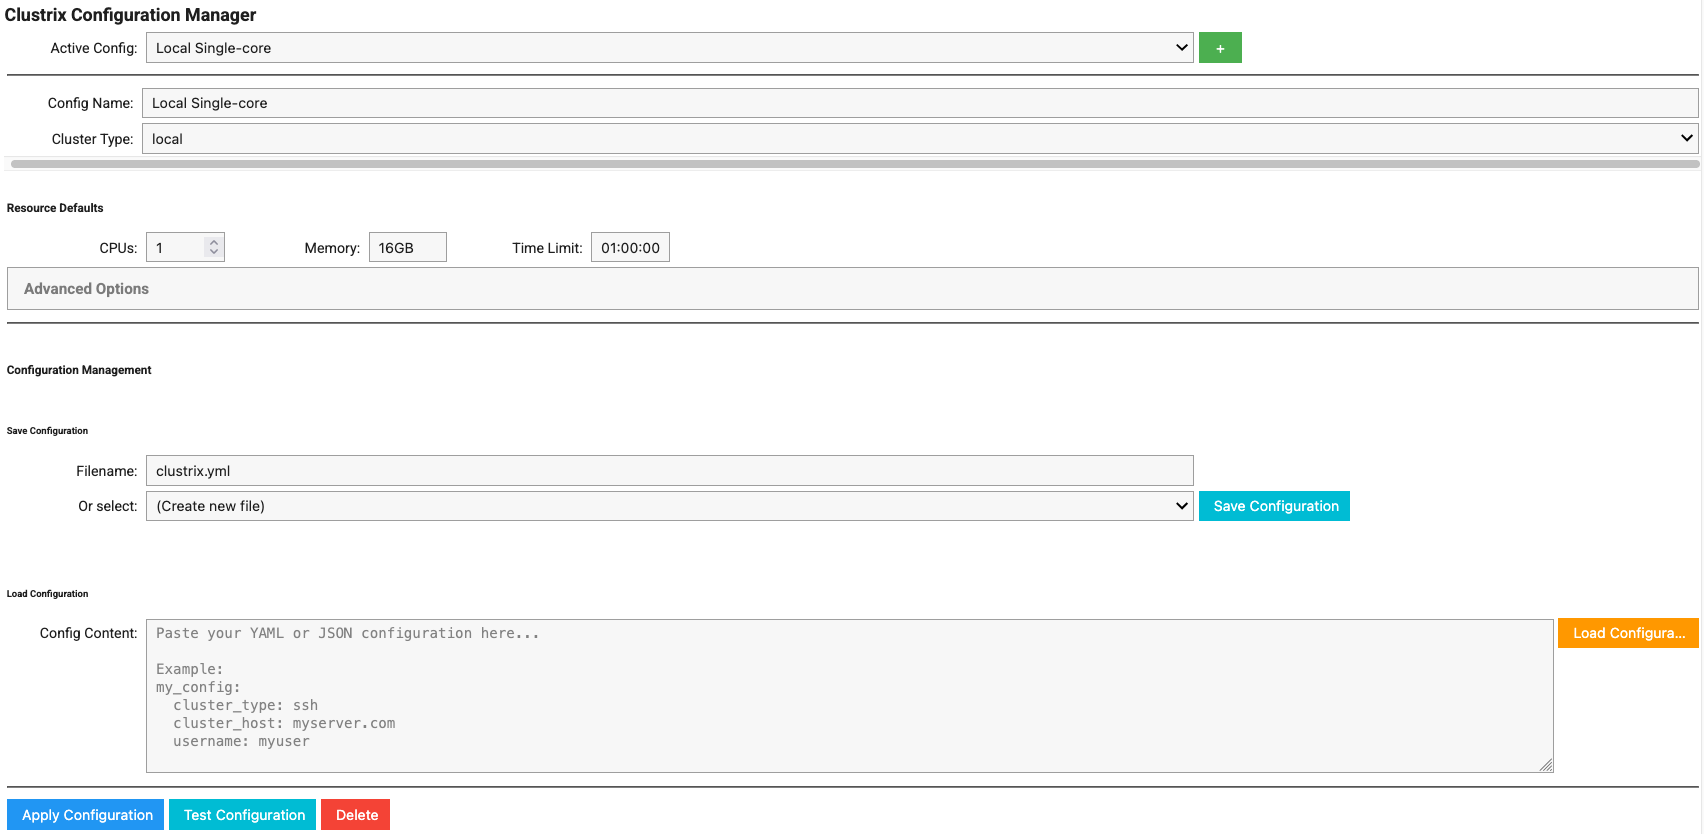 Clustrix Configuration Manager
Active Config: Local Single-core +
Config Name: Local Single-core
Cluster Type: local
Resource Defaults
CPUs: 1 Memory: 16GB Time Limit: 01:00:00
Advanced Options
Configuration Management
Save Configuration
Filename: clustrix.yml
Or select: (Create new file) Save Configuration
Load Configuration
Config Content: Paste your YAML or JSON configuration here... Load Configura...
Example:
my_config:
  cluster_type: ssh
  cluster_host: myserver.com
  username: myuser
Apply Configuration Test Configuration Delete